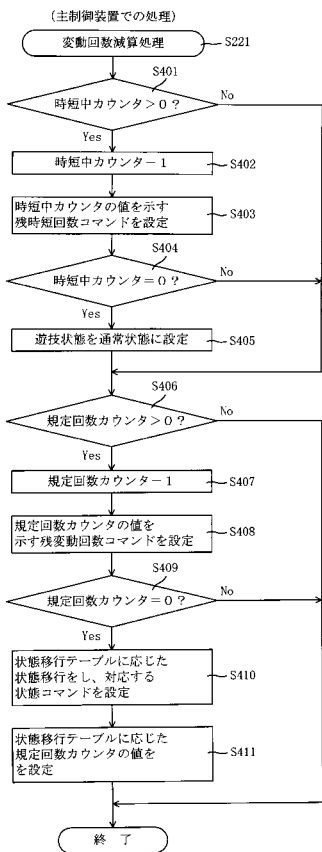 (主制御装置での処理)
変動回数減算処理
S221
S401
時短中カウンタ>0?
No
Yes
時短中カウンタ−1
S402
時短中カウンタの値を示す
残時短回数コマンドを設定
S403
S404
時短中カウンタ=0?
No
Yes
遊技状態を通常状態に設定
S405
S406
規定回数カウンタ>0?
No
Yes
規定回数カウンタ−1
S407
規定回数カウンタの値を
示す残変動回数コマンドを設定
S408
S409
規定回数カウンタ=0?
No
Yes
状態移行テーブルに応じた
状態移行をし、対応する
状態コマンドを設定
S410
状態移行テーブルに応じた
規定回数カウンタの値を
を設定
S411
終了